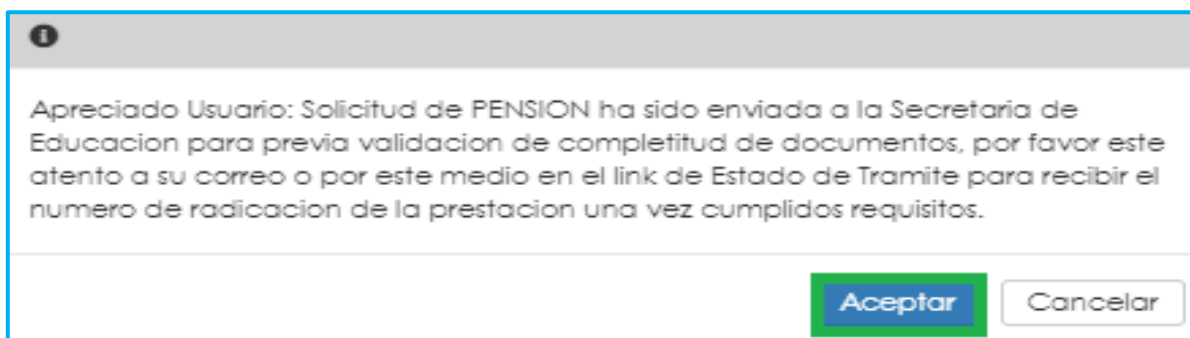 Apreciado Usuario: Solicitud de PENSION ha sido enviada a la Secretaria de
Educacion para previa validacion de completitud de documentos, por favor este
atento a su correo o por este medio en el link de Estado de Tramite para recibir el
numero de radicacion de la prestacion una vez cumplidos requisitos.
Aceptar Cancelar